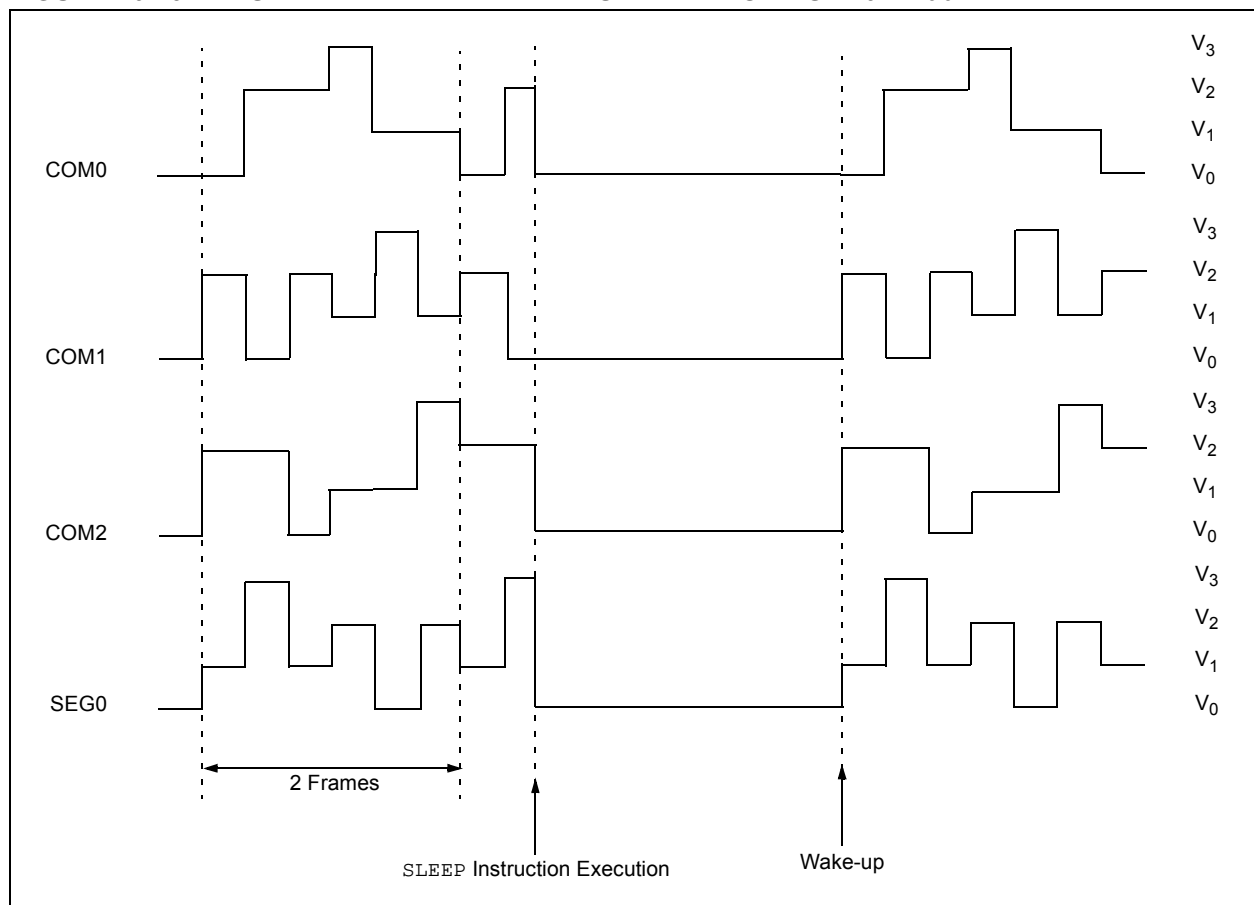 V3
V2
V1
COM0
V0
V3
V2
V1
COM1
V0
V3
V2
V1
COM2
V0
V3
V2
V1
SEG0
V0
2 Frames
SLEEP Instruction Execution
Wake-up